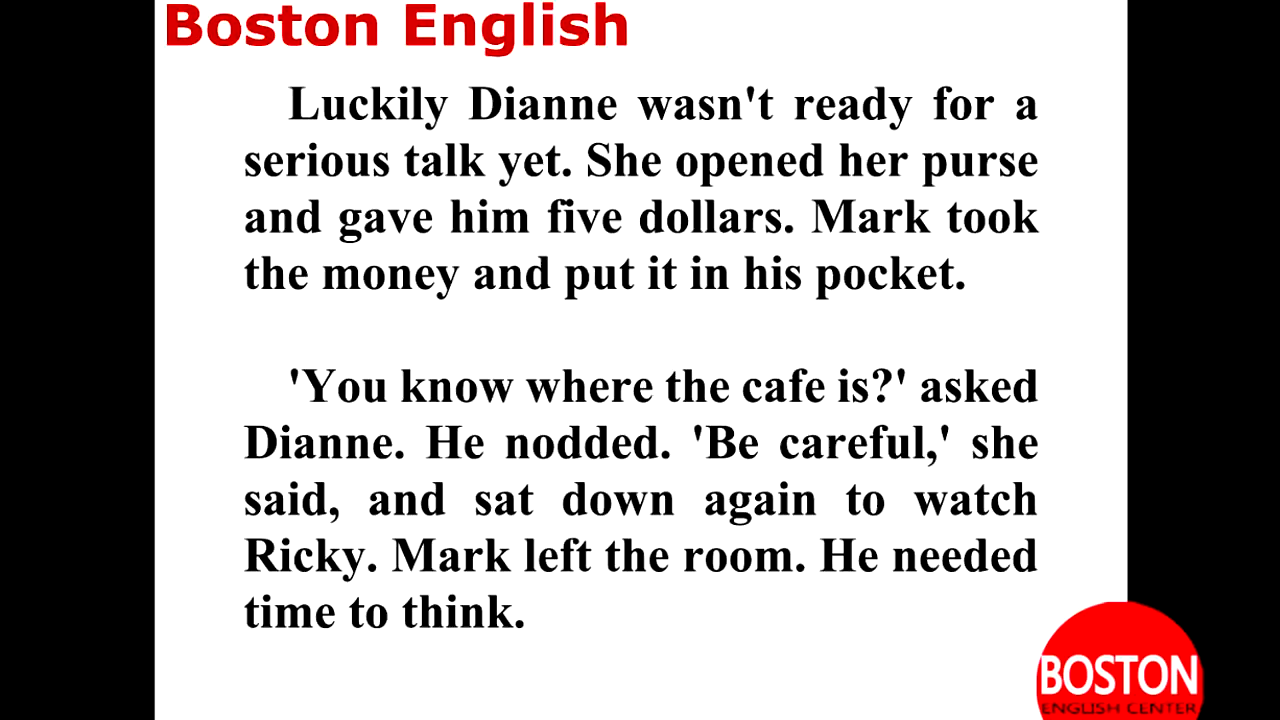 Boston English
Luckily Dianne wasn't ready for a
serious talk yet. She opened her purse
and gave him five dollars. Mark took
the money and put it in his pocket.
'You know where the cafe is?' asked
Dianne. He nodded. 'Be careful,' she
said, and sat down again to watch
Ricky. Mark left the room. He needed
time to think.
BOSTON
ENGLISH CENTER